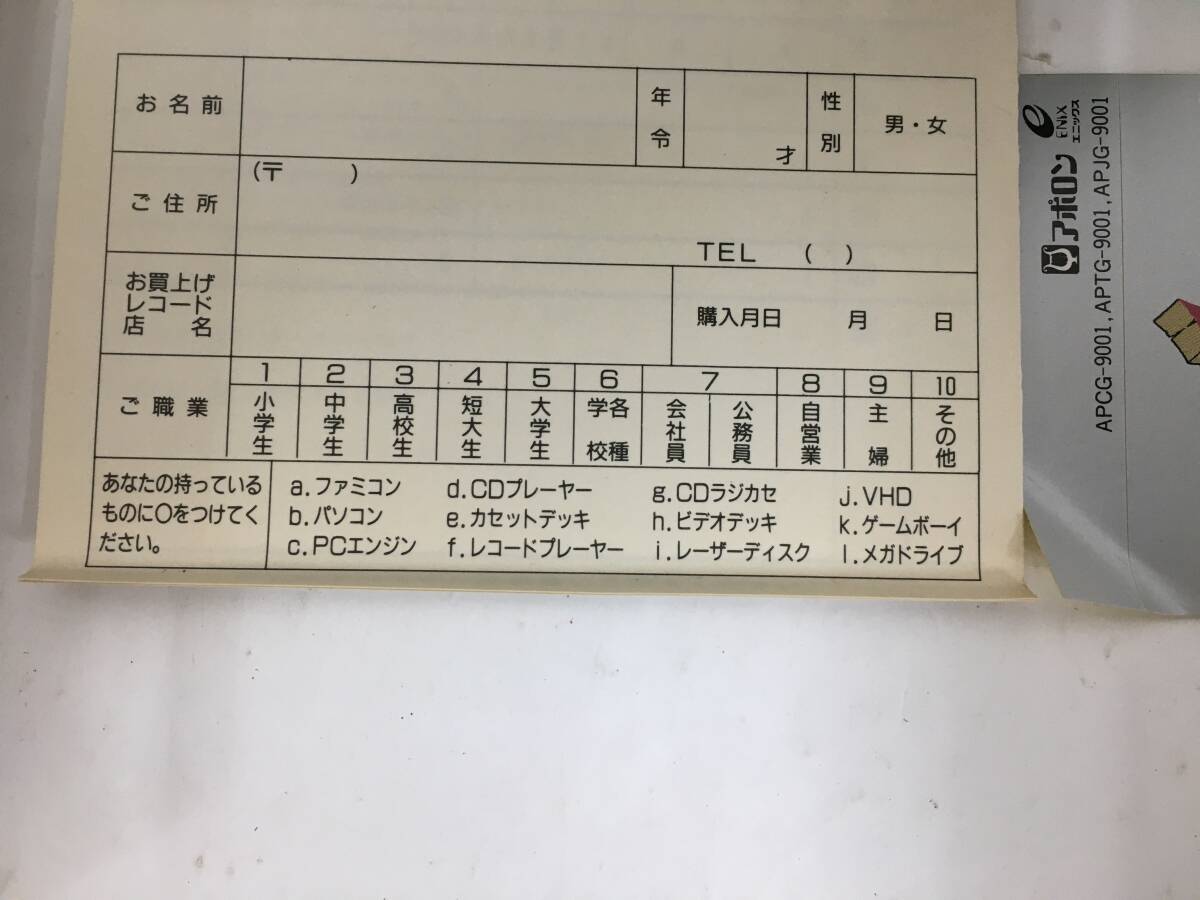 お名前
年令
才
性別
男・女
ご住所
(〒　　)
TEL　(　)
お買上げ
レコード
店名
購入月日　月　日
ご職業
1 小学生
2 中学生
3 高校生
4 短大生
5 大学生
6 各種学校
7 会社員 公務員
8 自営業
9 主婦
10 その他
あなたの持っている
ものに○をつけてく
ださい。
a.ファミコン
b.パソコン
c.PCエンジン
d.CDプレーヤー
e.カセットデッキ
f.レコードプレーヤー
g.CDラジカセ
h.ビデオデッキ
i.レーザーディスク
j.VHD
k.ゲームボーイ
l.メガドライブ
ENIX
エニックス
アポロン
APCG-9001, APTG-9001, APJG-9001